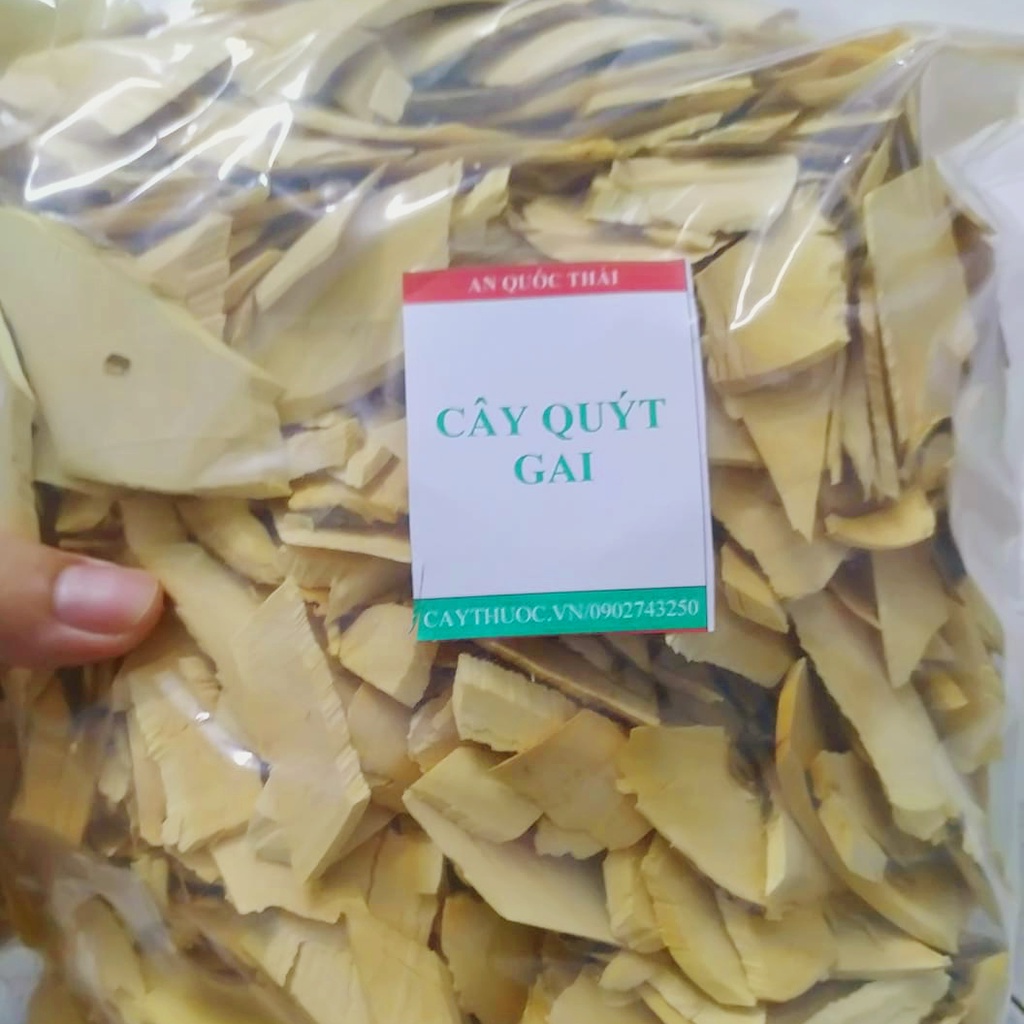 AN QUỐC THÁI
CÂY QUÝT
GAI
CAYTHUOC.VN/0902743250